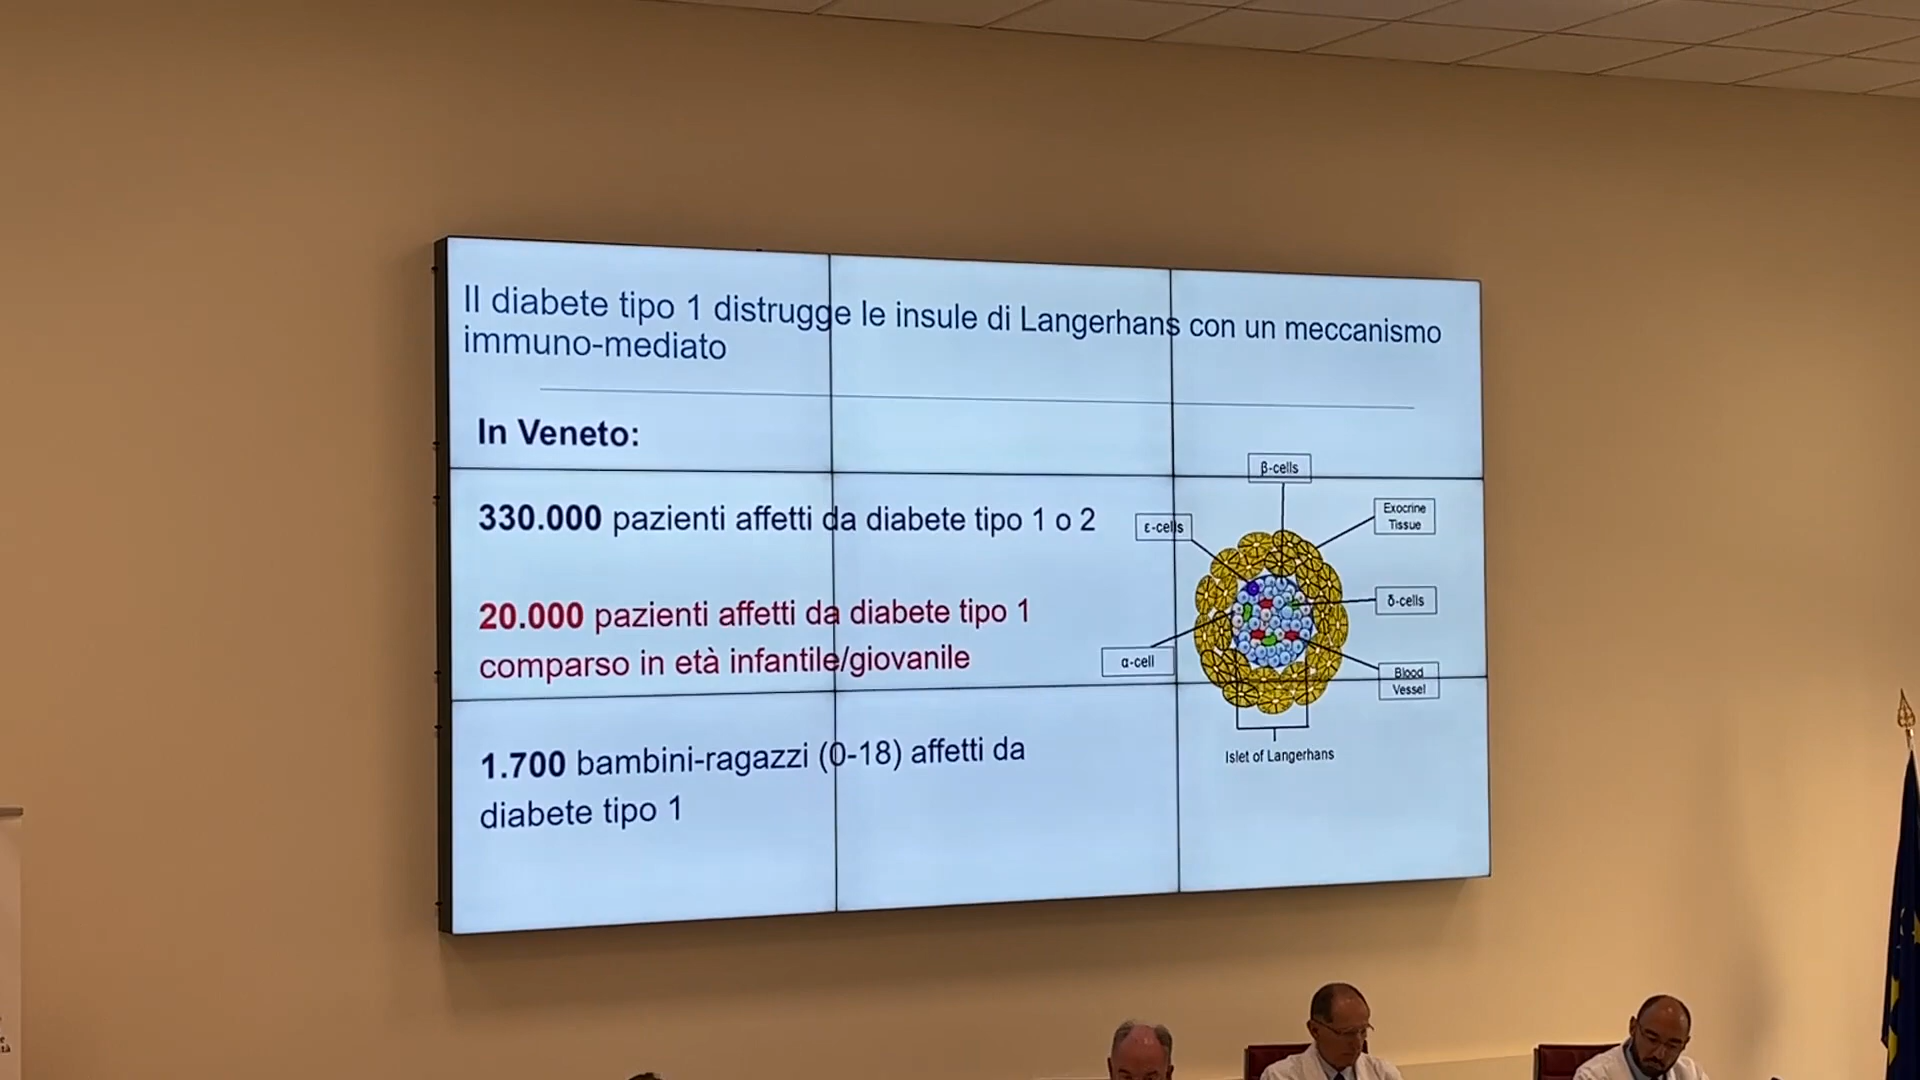 Il diabete tipo 1 distrugge le insule di Langerhans con un meccanismo
immuno-mediato
In Veneto:
330.000 pazienti affetti da diabete tipo 1 o 2
20.000 pazienti affetti da diabete tipo 1
comparso in età infantile/giovanile
1.700 bambini-ragazzi (0-18) affetti da
diabete tipo 1
β-cells
ε-cells
Exocrine
Tissue
δ-cells
α-cell
Blood
Vessel
Islet of Langerhans